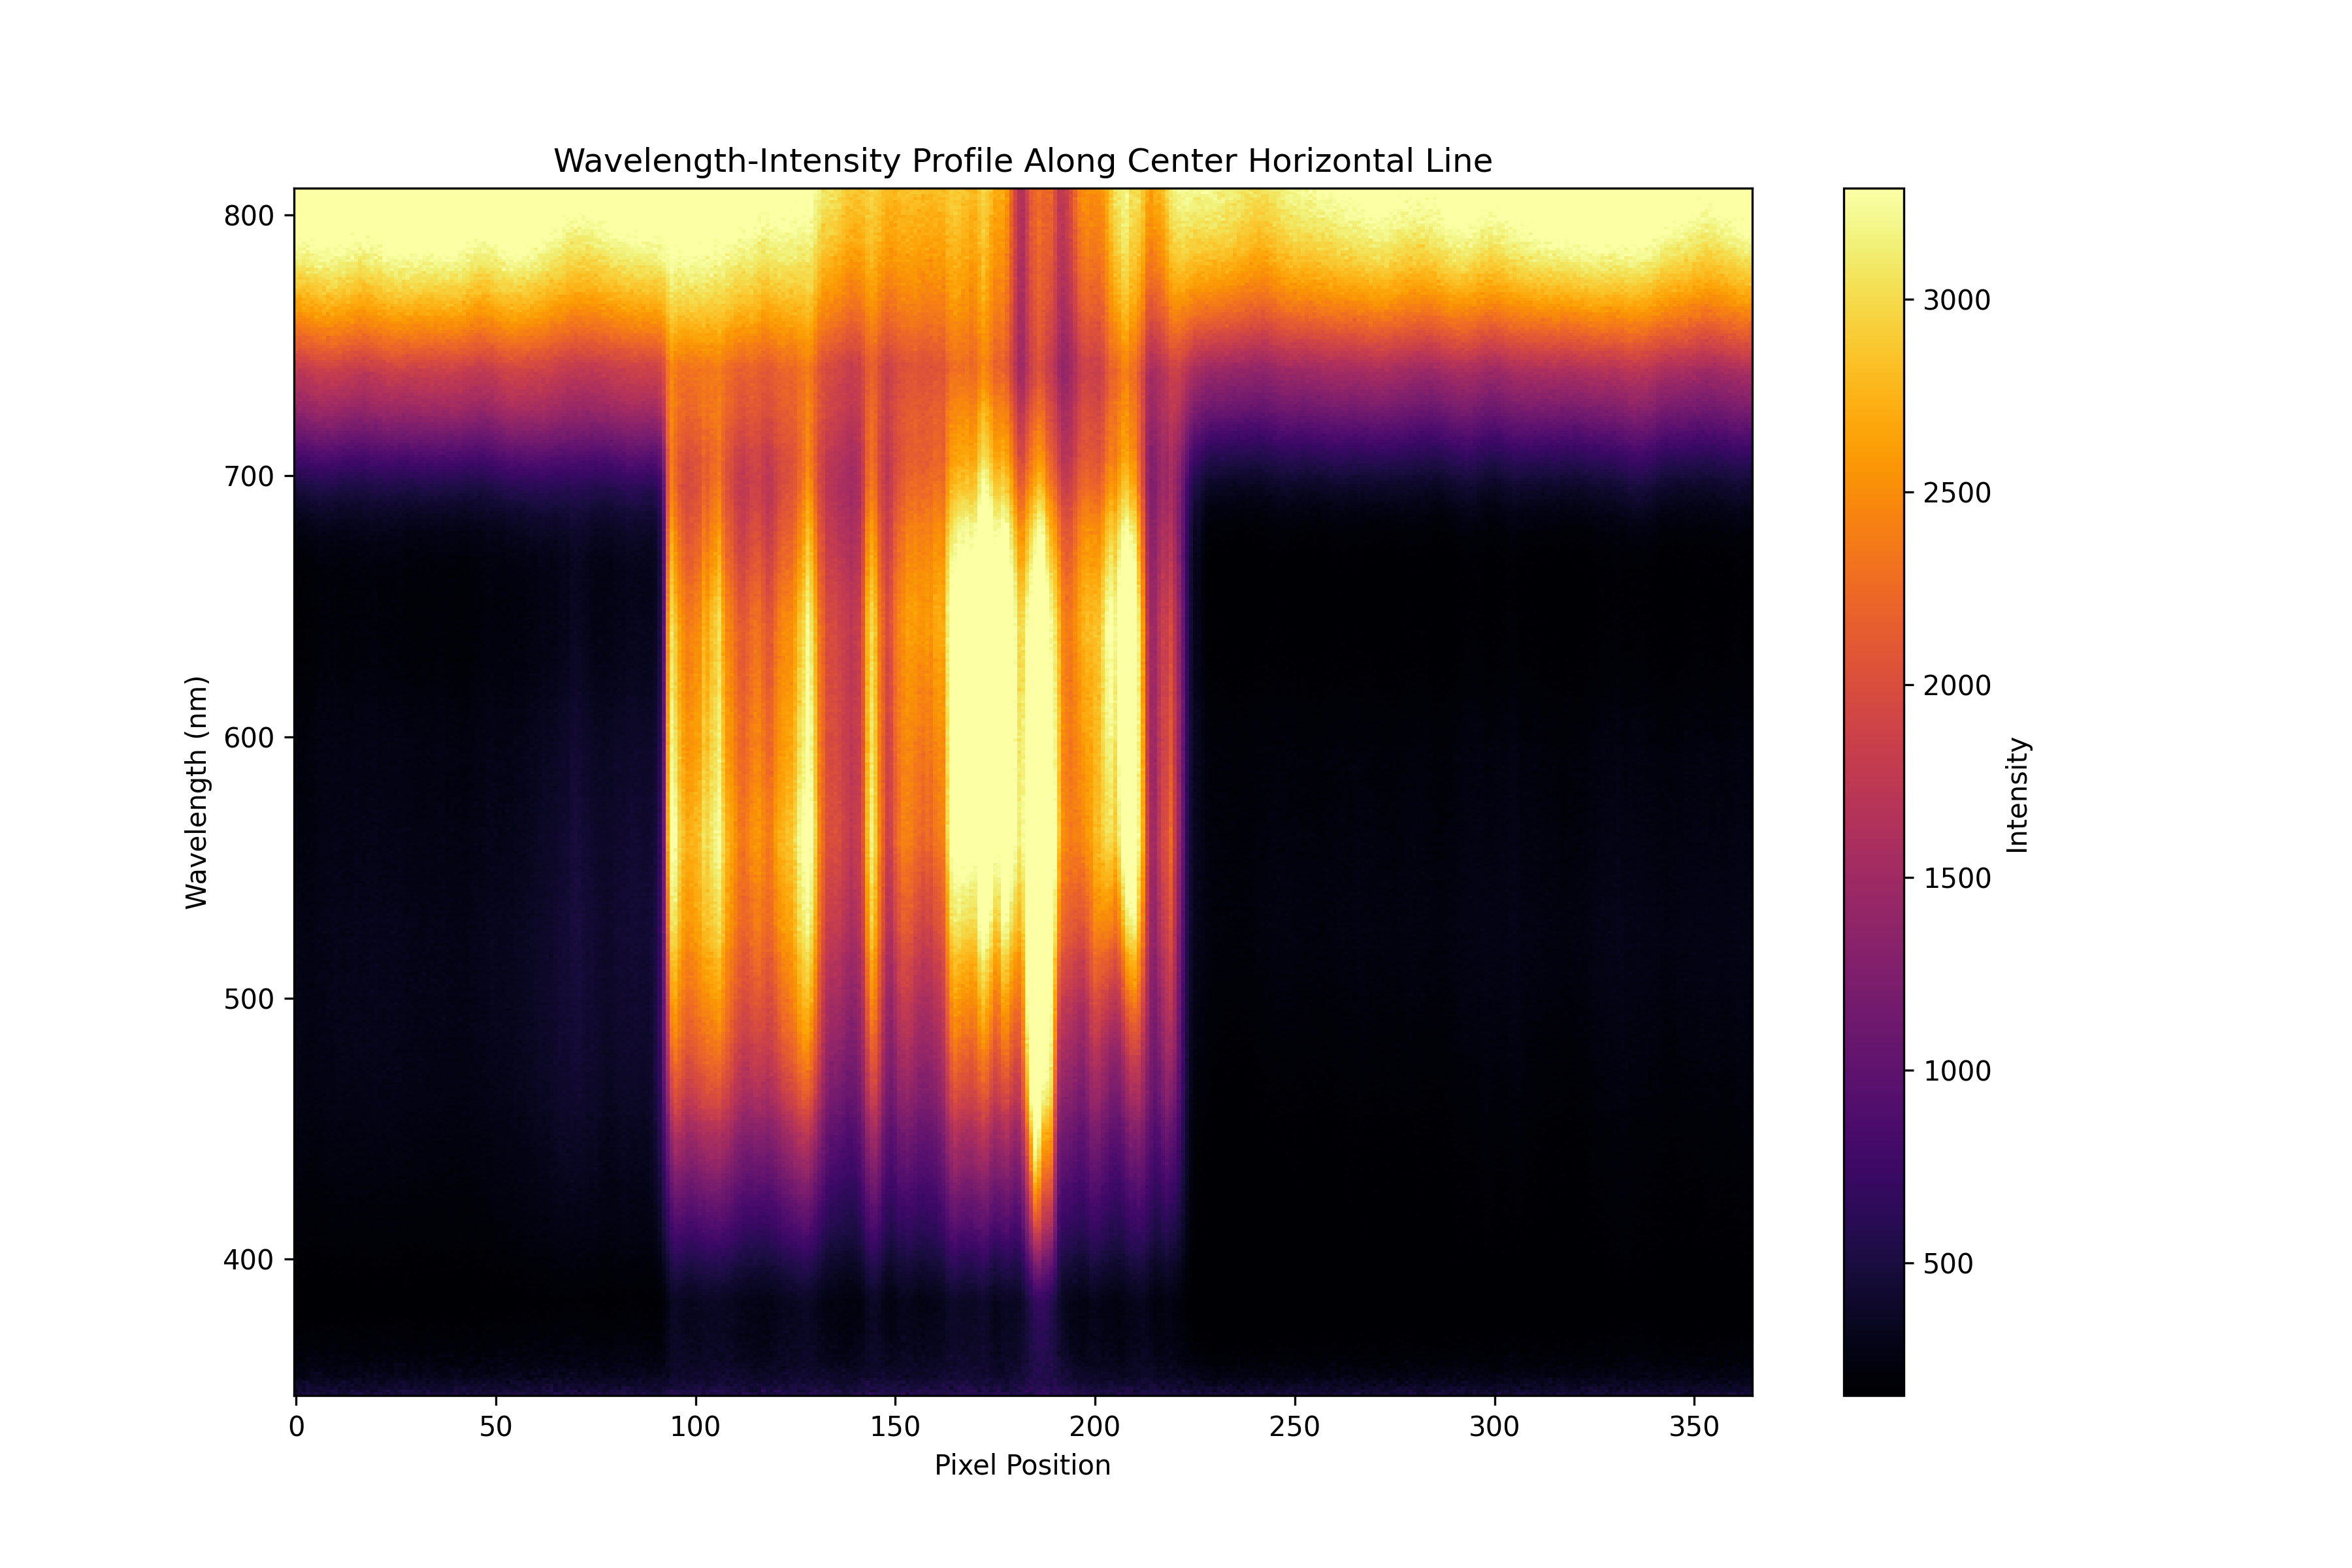 Wavelength-Intensity Profile Along Center Horizontal Line
800
700
600
500
400
Wavelength (nm)
0 50 100 150 200 250 300 350
Pixel Position
3000
2500
2000
1500
1000
500
Intensity